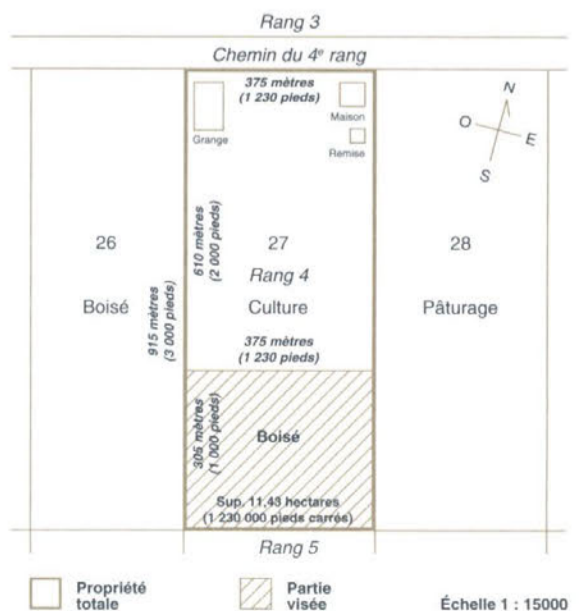 Rang 3
Chemin du 4e rang
375 mètres
(1 230 pieds)
Grange
Maison
Remise
N
O
E
S
610 mètres
(2 000 pieds)
26
27
28
Rang 4
Boisé
Culture
Pâturage
915 mètres
(3 000 pieds)
375 mètres
(1 230 pieds)
305 mètres
(1 000 pieds)
Boisé
Sup. 11,43 hectares
(1 230 000 pieds carrés)
Rang 5
Propriété
totale
Partie
visée
Échelle 1 : 15000